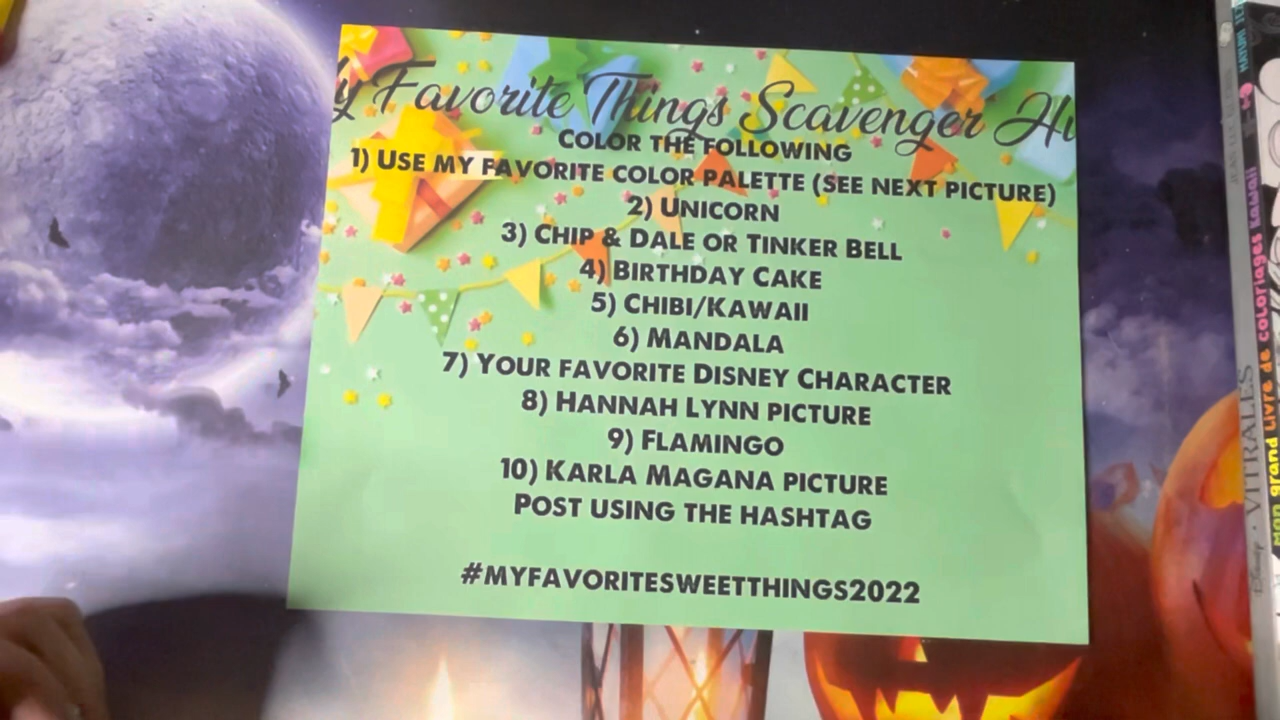 y Favorite Things Scavenger Hu
COLOR THE FOLLOWING
1) USE MY FAVORITE COLOR PALETTE (SEE NEXT PICTURE)
2) UNICORN
3) CHIP & DALE OR TINKER BELL
4) BIRTHDAY CAKE
5) CHIBI/KAWAII
6) MANDALA
7) YOUR FAVORITE DISNEY CHARACTER
8) HANNAH LYNN PICTURE
9) FLAMINGO
10) KARLA MAGANA PICTURE
POST USING THE HASHTAG
#MYFAVORITESWEETTHINGS2022
Disney · VITRALES
Mon grand Livre de coloriages Kawaii